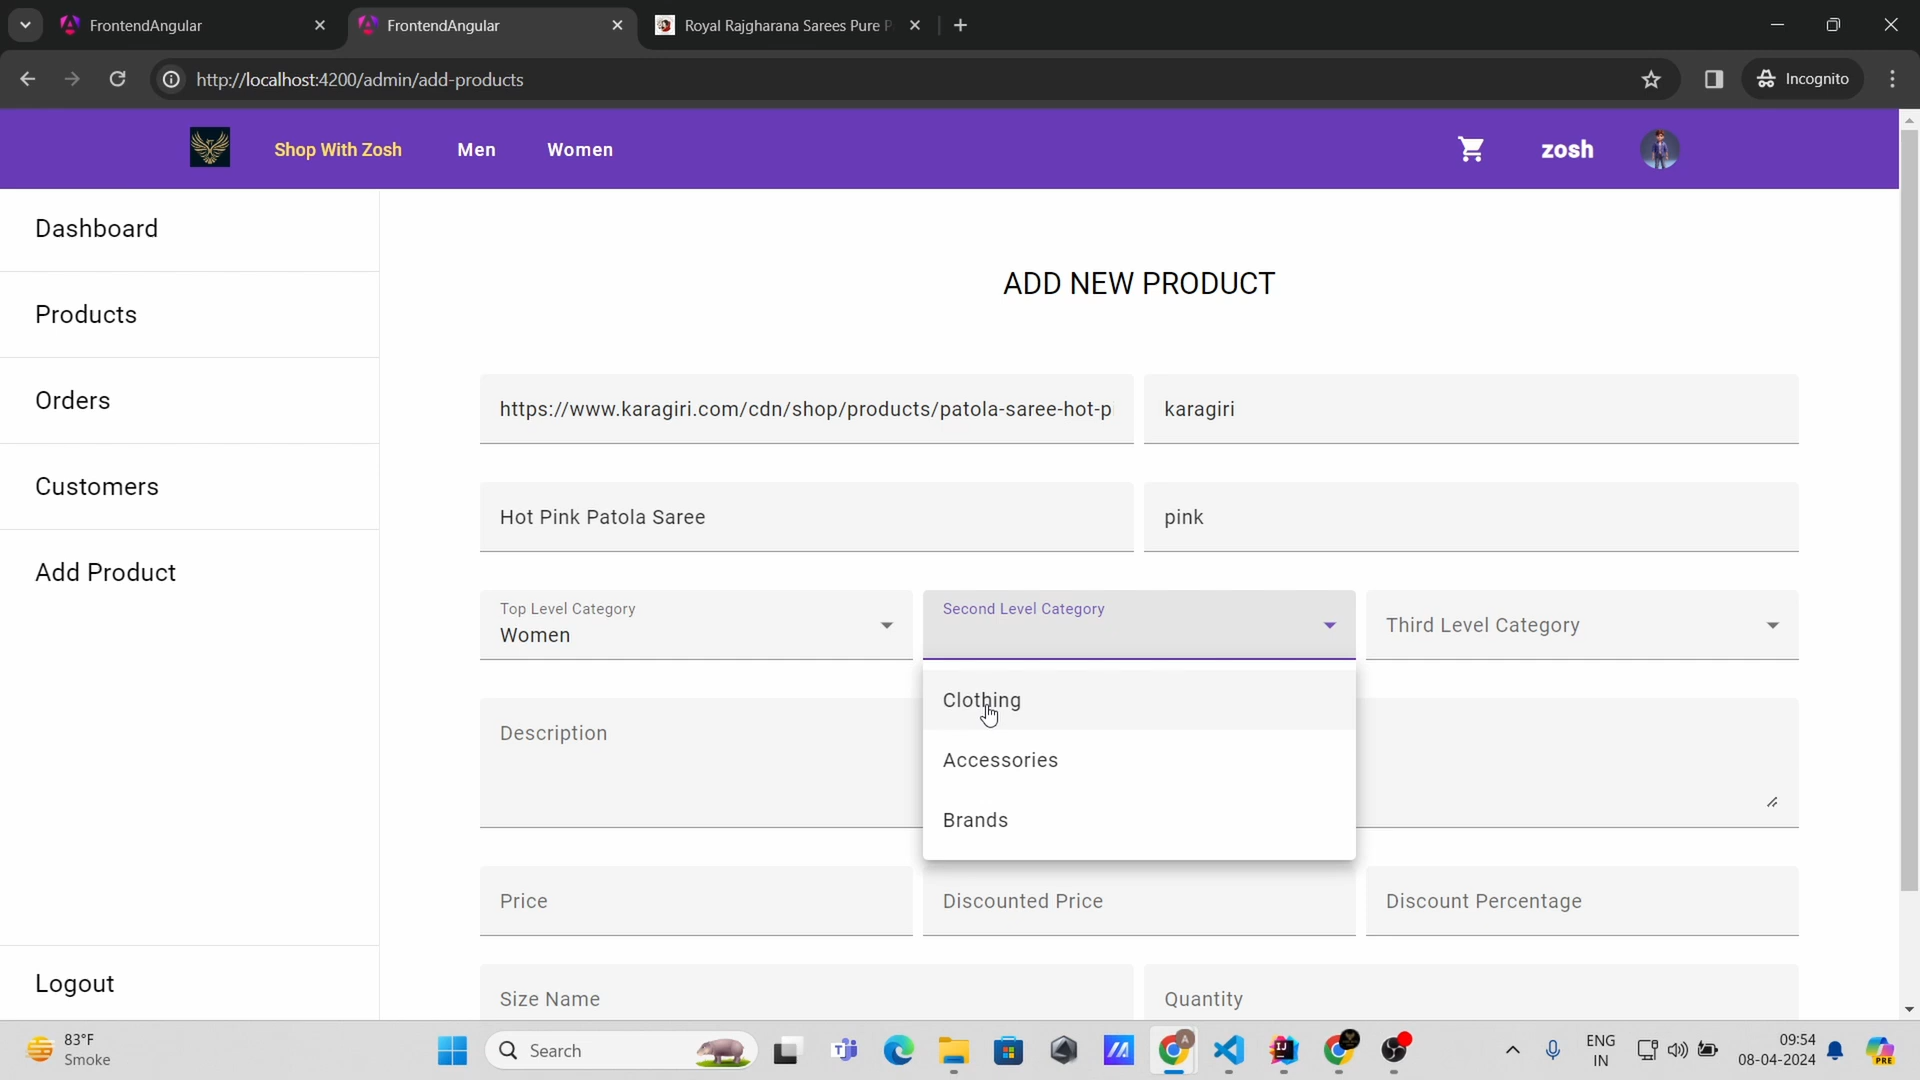 FrontendAngular
FrontendAngular
Royal Rajgharana Sarees Pure P
http://localhost:4200/admin/add-products
Incognito
Shop With Zosh
Men
Women
zosh
Dashboard
Products
Orders
Customers
Add Product
Logout
ADD NEW PRODUCT
https://www.karagiri.com/cdn/shop/products/patola-saree-hot-p
karagiri
Hot Pink Patola Saree
pink
Top Level Category
Women
Second Level Category
Third Level Category
Clothing
Accessories
Brands
Description
Price
Discounted Price
Discount Percentage
Size Name
Quantity
83°F
Smoke
Search
ENG
IN
09:54
08-04-2024
PRE